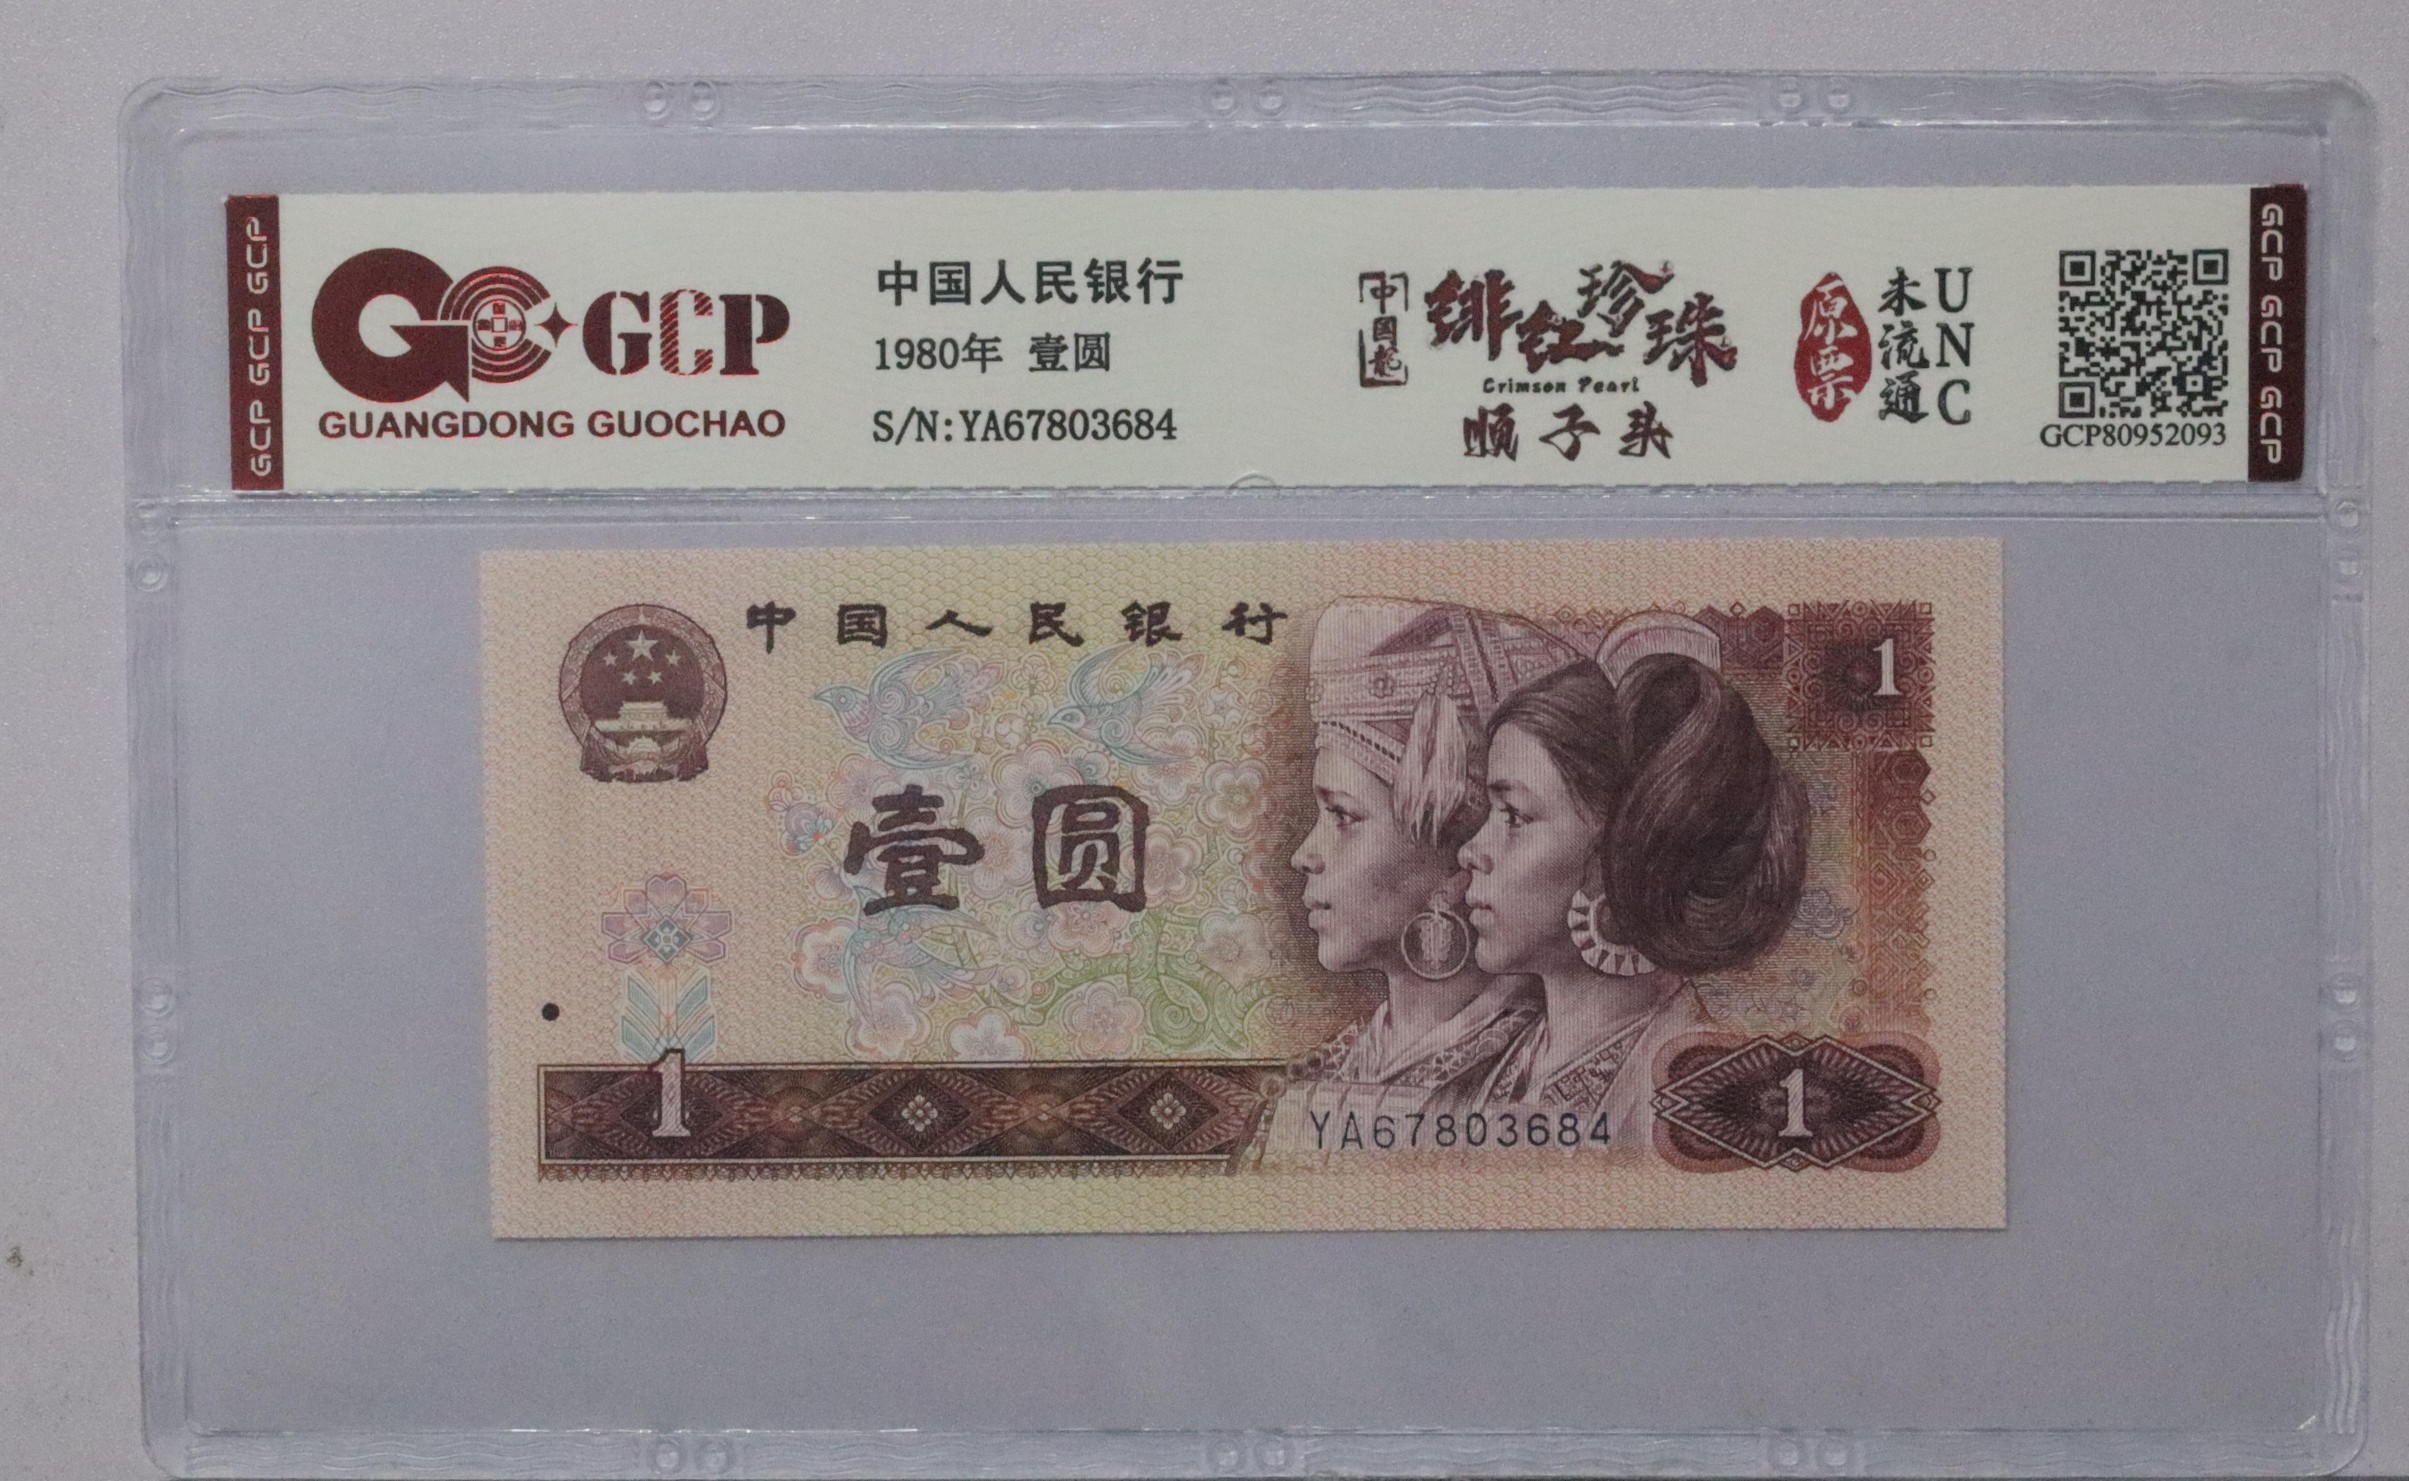 GCP GCP GCP
GCP
GUANGDONG GUOCHAO
中国人民银行
1980年 壹圆
S/N:YA67803684
中国龙
绯红珍珠
Crimson Pearl
顺子头
原票
未流通
UNC
GCP80952093
GCP GCP GCP
中国人民银行
1
壹圆
1
YA67803684
1